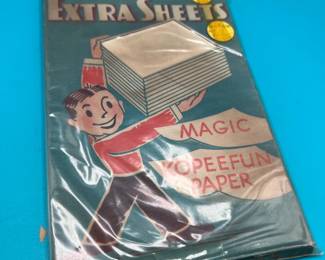 EXTRA SHEETS
MAGIC
KOPEEFUN
PAPER